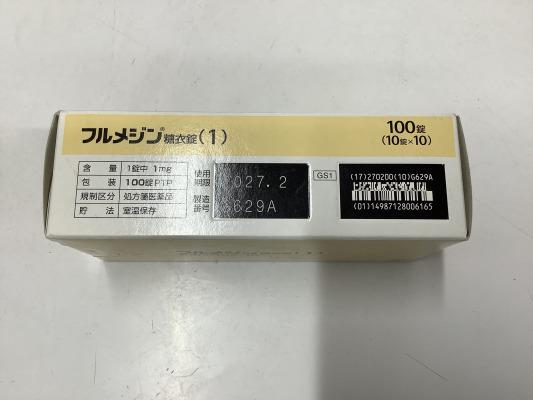 フルメジン® 糖衣錠(1)
100錠
(10錠×10)
含 量 1錠中 1mg
包 装 100錠PTP
規制区分 処方箋医薬品
貯 法 室温保存
使用
期限
027.2
製造
番号
629A
GS1
(17)270200(10)G629A
(01)14987128006165